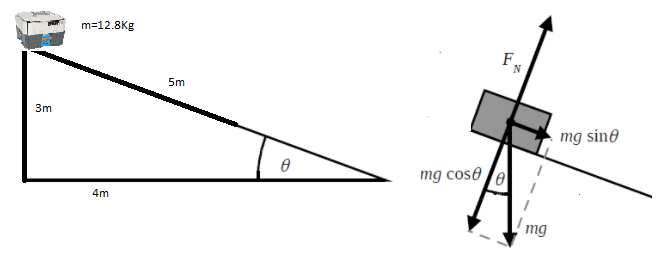 m=12.8Kg
5m
3m
θ
4m
F_N
mg sinθ
mg cosθ
θ
mg